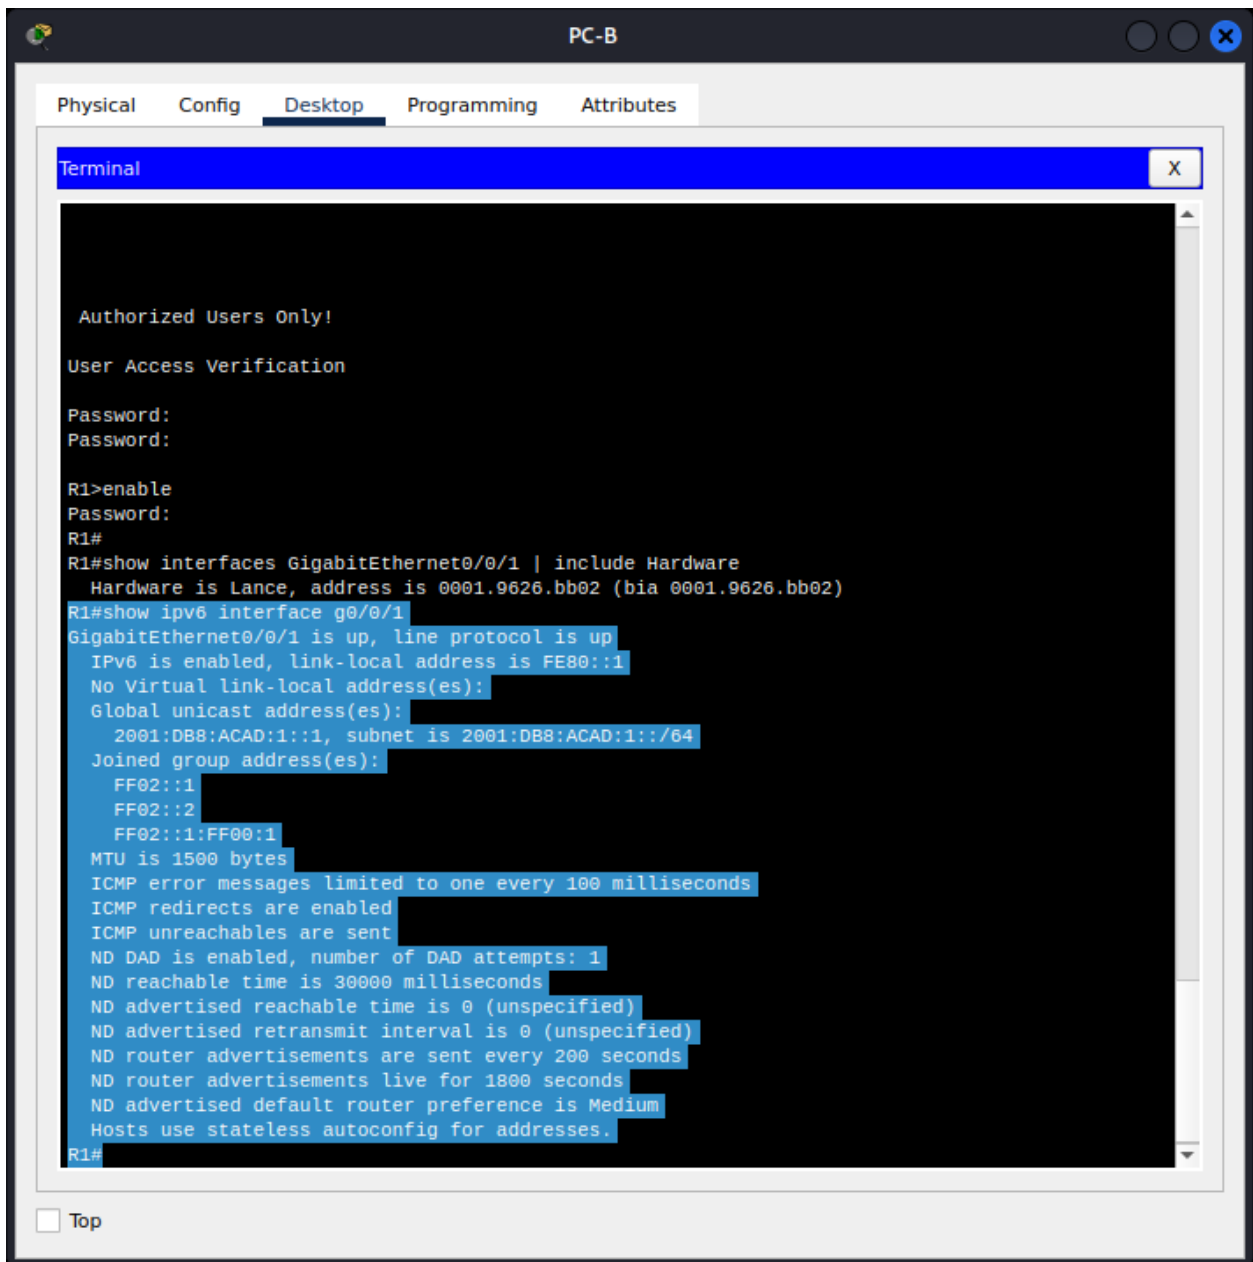 PC-B
Physical Config Desktop Programming Attributes
Terminal X
Authorized Users Only!
User Access Verification
Password:
Password:
R1>enable
Password:
R1#
R1#show interfaces GigabitEthernet0/0/1 | include Hardware
Hardware is Lance, address is 0001.9626.bb02 (bia 0001.9626.bb02)
R1#show ipv6 interface g0/0/1
GigabitEthernet0/0/1 is up, line protocol is up
IPv6 is enabled, link-local address is FE80::1
No Virtual link-local address(es):
Global unicast address(es):
2001:DB8:ACAD:1::1, subnet is 2001:DB8:ACAD:1::/64
Joined group address(es):
FF02::1
FF02::2
FF02::1:FF00:1
MTU is 1500 bytes
ICMP error messages limited to one every 100 milliseconds
ICMP redirects are enabled
ICMP unreachables are sent
ND DAD is enabled, number of DAD attempts: 1
ND reachable time is 30000 milliseconds
ND advertised reachable time is 0 (unspecified)
ND advertised retransmit interval is 0 (unspecified)
ND router advertisements are sent every 200 seconds
ND router advertisements live for 1800 seconds
ND advertised default router preference is Medium
Hosts use stateless autoconfig for addresses.
R1#
Top